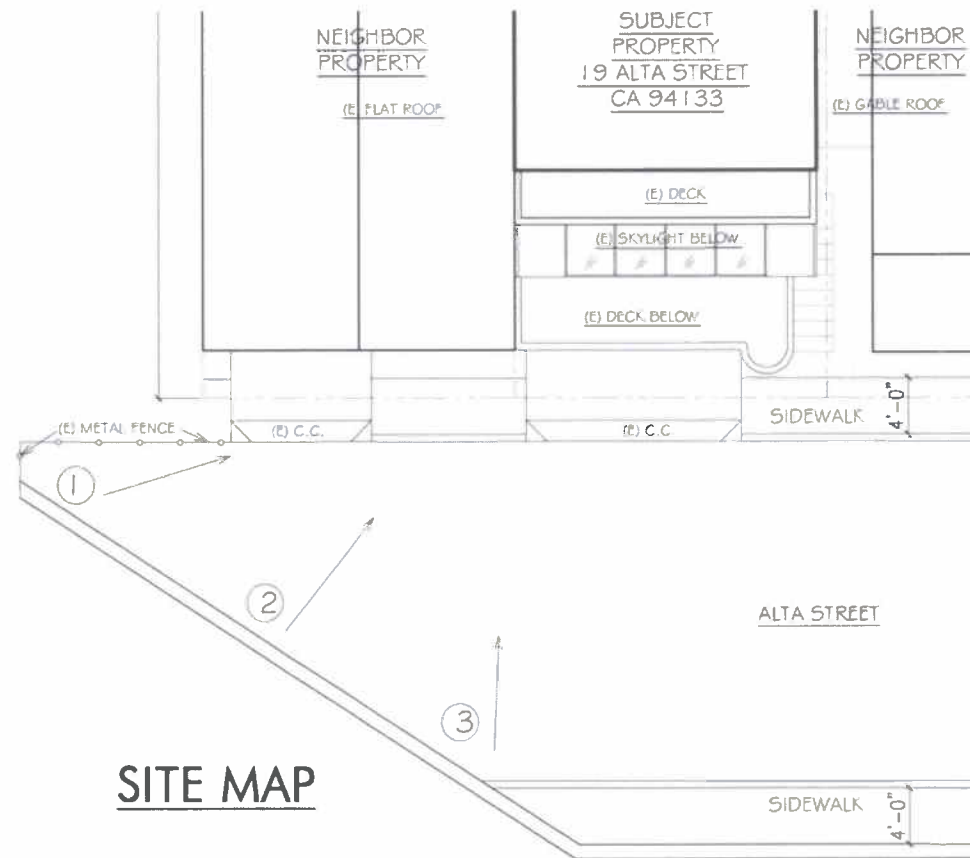 NEIGHBOR
PROPERTY
(E) FLAT ROOF
SUBJECT
PROPERTY
19 ALTA STREET
CA 94133
NEIGHBOR
PROPERTY
(E) GABLE ROOF
(E) DECK
(E) SKYLIGHT BELOW
(E) DECK BELOW
(E) METAL FENCE
(E) C.C.
(E) C.C
SIDEWALK
4'-0"
1
2
3
ALTA STREET
SITE MAP
SIDEWALK
4'-0"